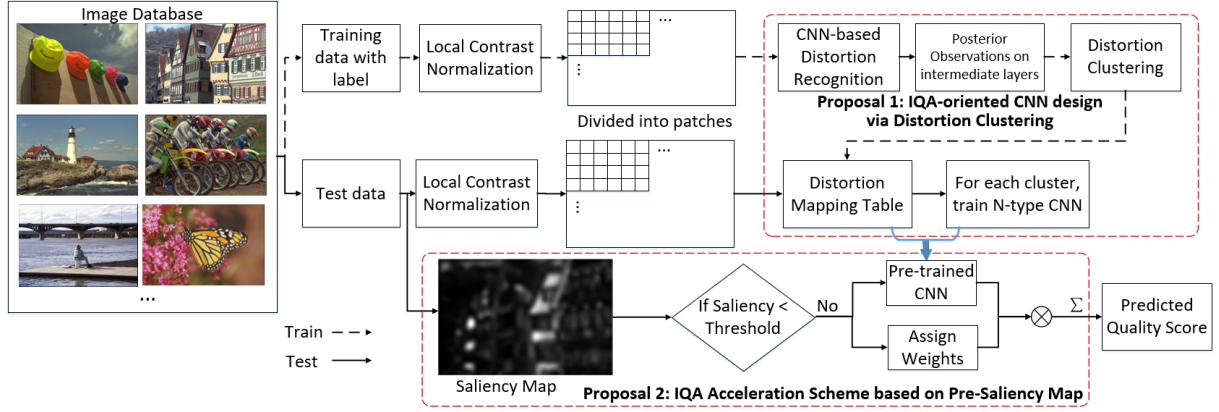 Image Database
...
Training
data with
label
Local Contrast
Normalization
...
⋮
Divided into patches
CNN-based
Distortion
Recognition
Posterior
Observations on
intermediate layers
Distortion
Clustering
Proposal 1: IQA-oriented CNN design
via Distortion Clustering
Test data
Local Contrast
Normalization
...
⋮
Distortion
Mapping Table
For each cluster,
train N-type CNN
Train
Test
Saliency Map
If Saliency <
Threshold
No
Pre-trained
CNN
Assign
Weights
Σ
Predicted
Quality Score
Proposal 2: IQA Acceleration Scheme based on Pre-Saliency Map